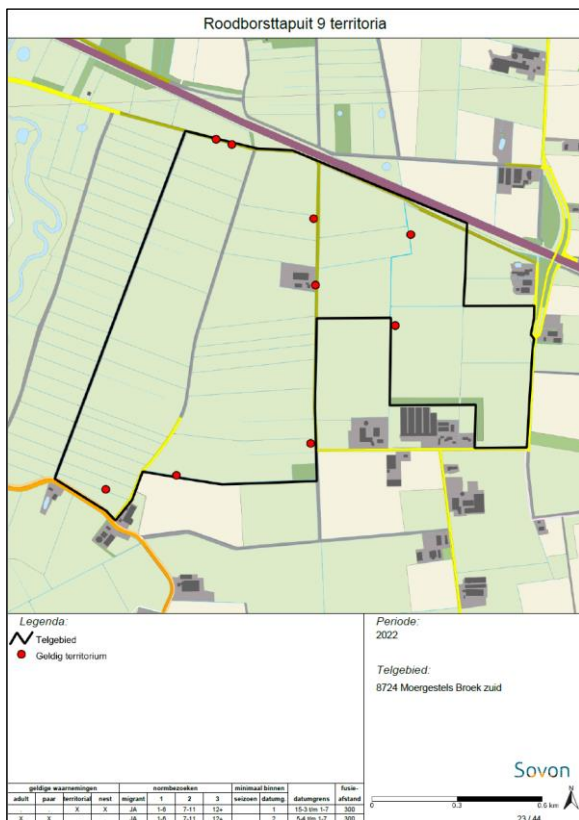 Roodborsttapuit 9 territoria
Legenda:
Telgebied
Geldig territorium
Periode:
2022
Telgebied:
8724 Moergestels Broek zuid
Sovon
0 0.3 0.6 km
23 / 44
geldige waarnemingen normbezoeken minimaal binnen fusie-
adult paar territoriaal nest migrant 1 2 3 seizoen datumg. datumgrens afstand
. . X X JA 1-6 7-11 12+ 1 15-3 t/m 1-7 300
X X JA 1-6 7-11 12+ 2 5-4 t/m 1-7 300